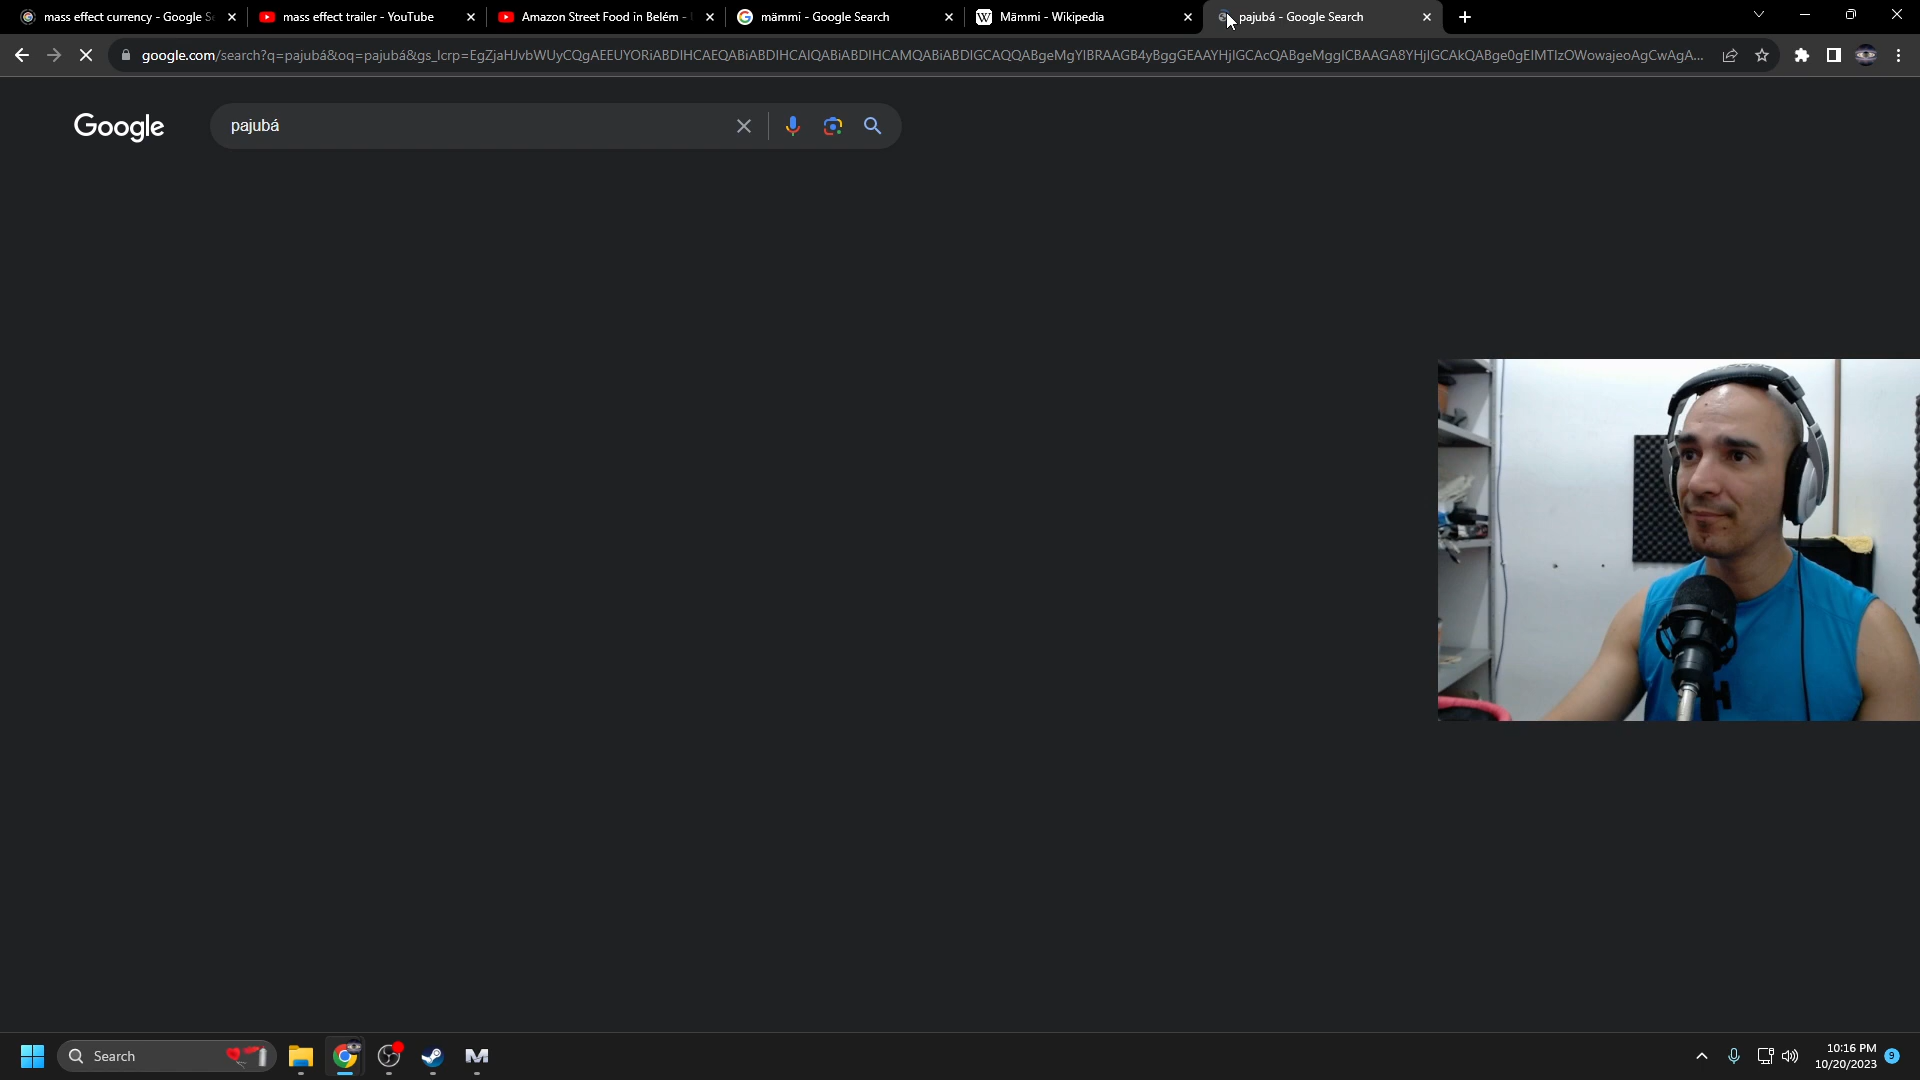 mass effect currency - Google S
mass effect trailer - YouTube
Amazon Street Food in Belém -
mämmi - Google Search
Mämmi - Wikipedia
pajubá - Google Search
google.com/search?q=pajubá&oq=pajubá&gs_lcrp=EgZjaHJvbWUyCQgAEEUYORiABDIHCAEQABiABDIHCAIQABiABDIHCAMQABiABDIGCAQQABgeMgYIBRAAGB4yBggGEAAYHjIGCAcQABgeMggICBAAGA8YHjIGCAkQABge0gEIMTIzOWowajeoAgCwAgA...
Google
pajubá
Search
10:16 PM
10/20/2023
9